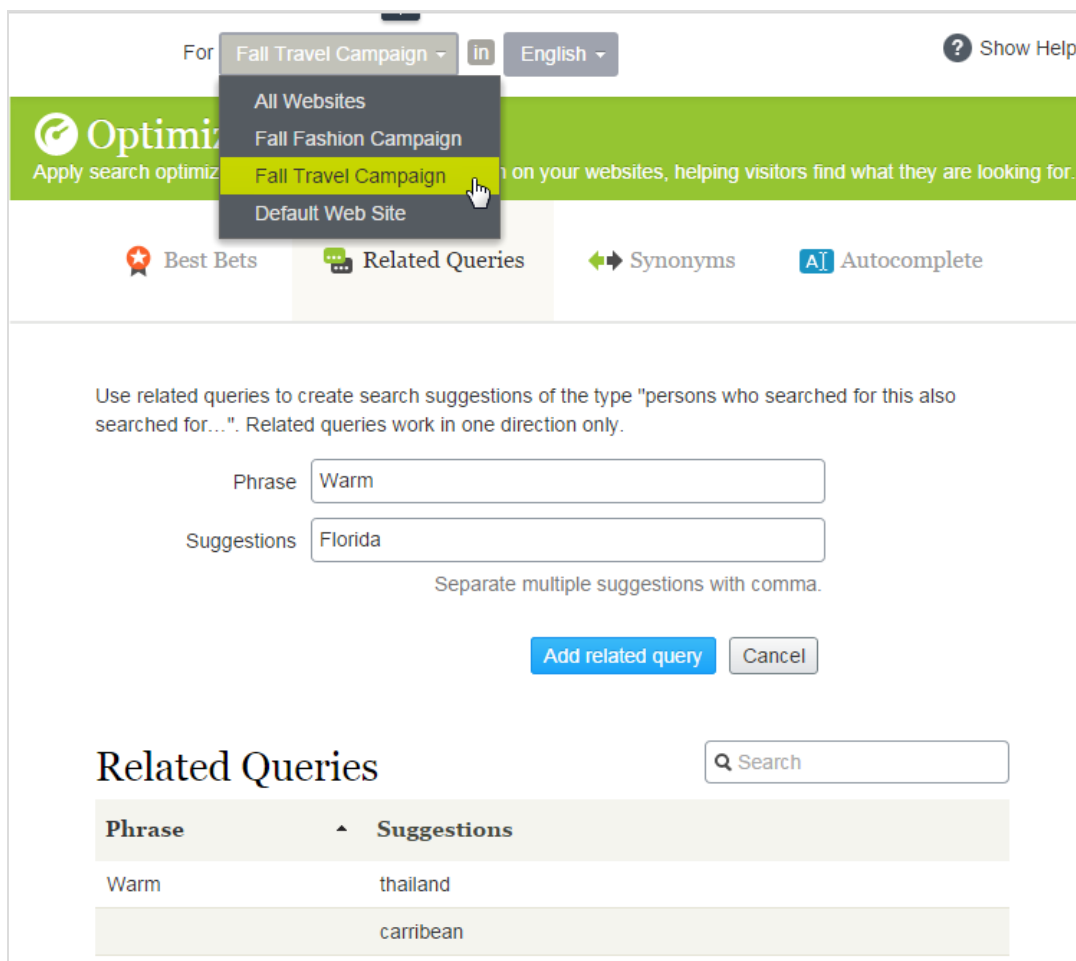 For Fall Travel Campaign in English Show Help
All Websites
Fall Fashion Campaign
Fall Travel Campaign
Default Web Site
Apply search optimiz on your websites, helping visitors find what they are looking for.
Best Bets Related Queries Synonyms Autocomplete
Use related queries to create search suggestions of the type "persons who searched for this also
searched for...". Related queries work in one direction only.
Phrase Warm
Suggestions Florida
Separate multiple suggestions with comma.
Add related query Cancel
Related Queries Search
Phrase Suggestions
Warm thailand
carribean